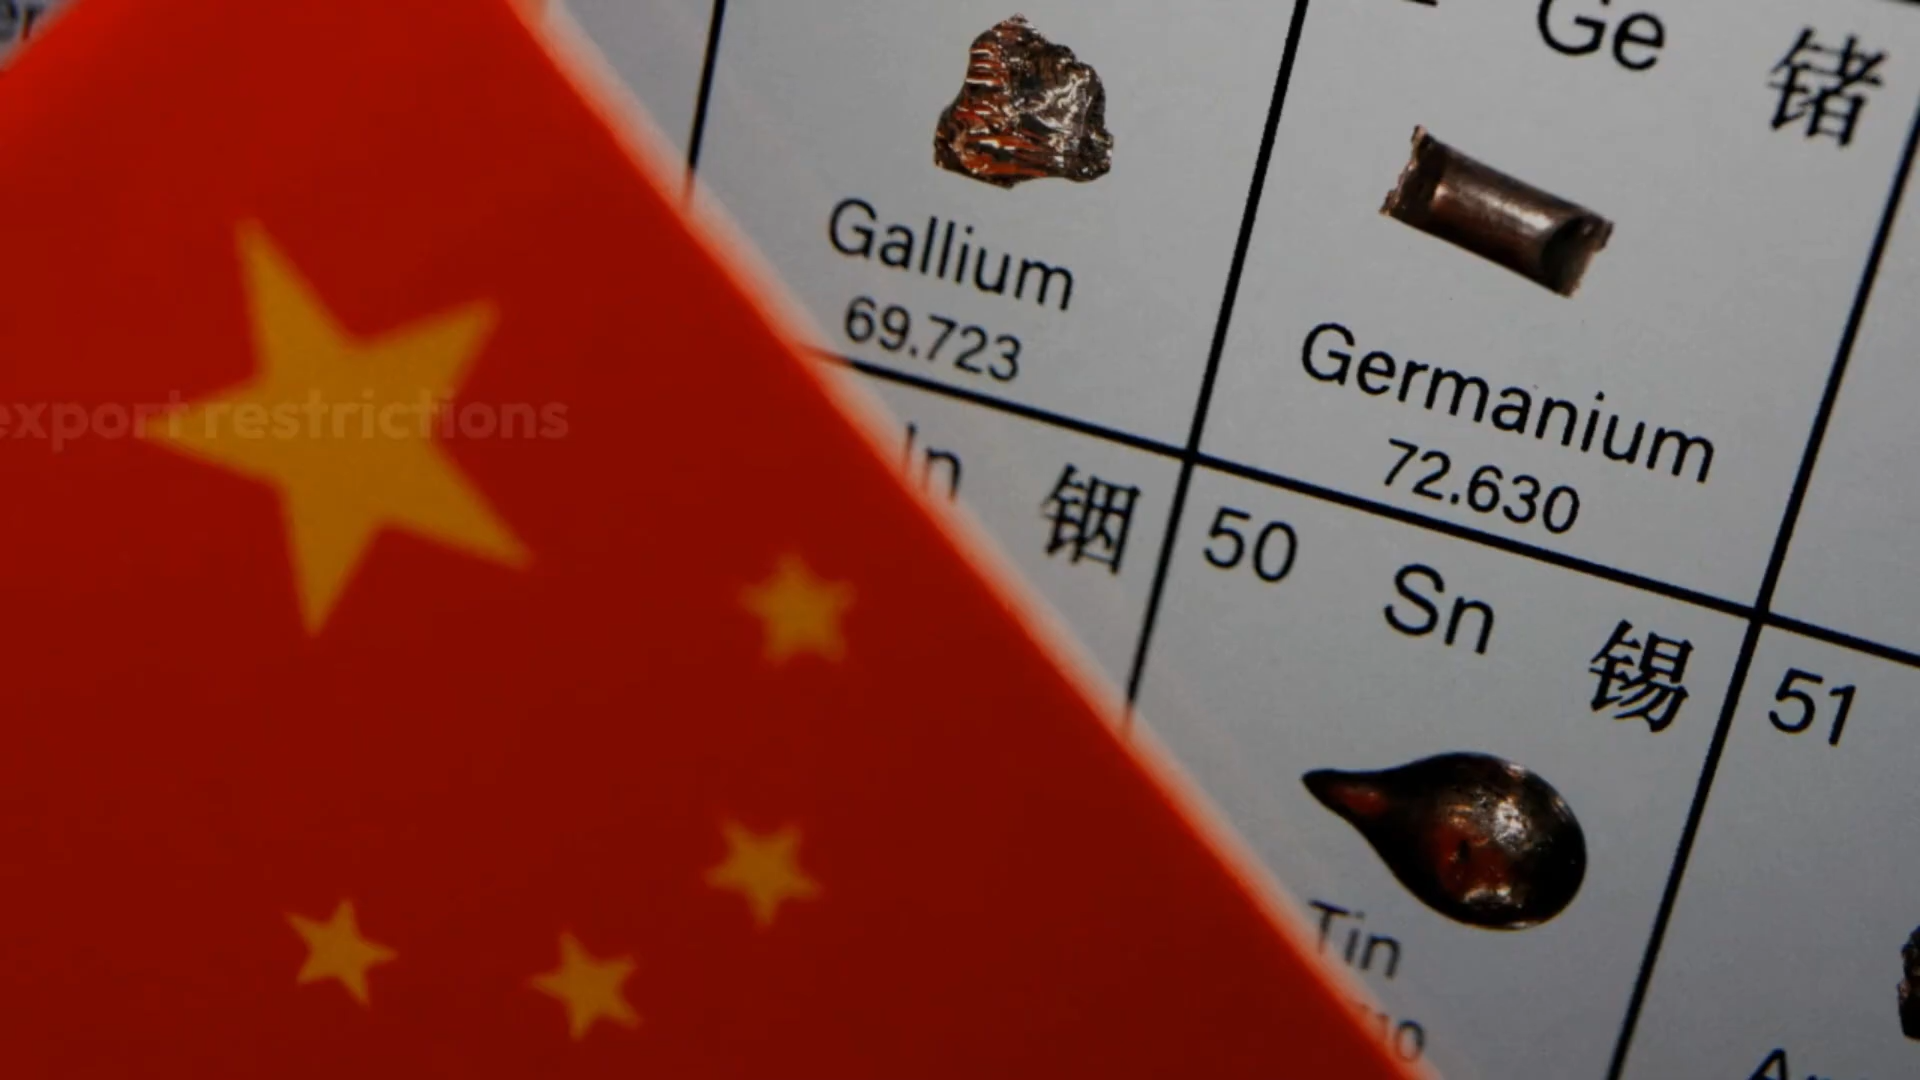 Ge 锗
Gallium
69.723
Germanium
72.630
export restrictions
In 铟
50 Sn 锡
51
Tin